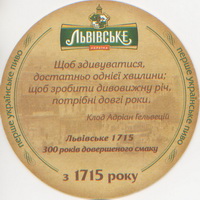 ЛЬВІВСЬКЕ
Щоб здивуватися,
достатньо однієї хвилини;
щоб зробити дивовижну річ,
потрібні довгі роки.
Клод Адріан Гельвецій
Львівське 1715
300 років довершеного смаку
з 1715 року
перше українське пиво
перше українське пиво